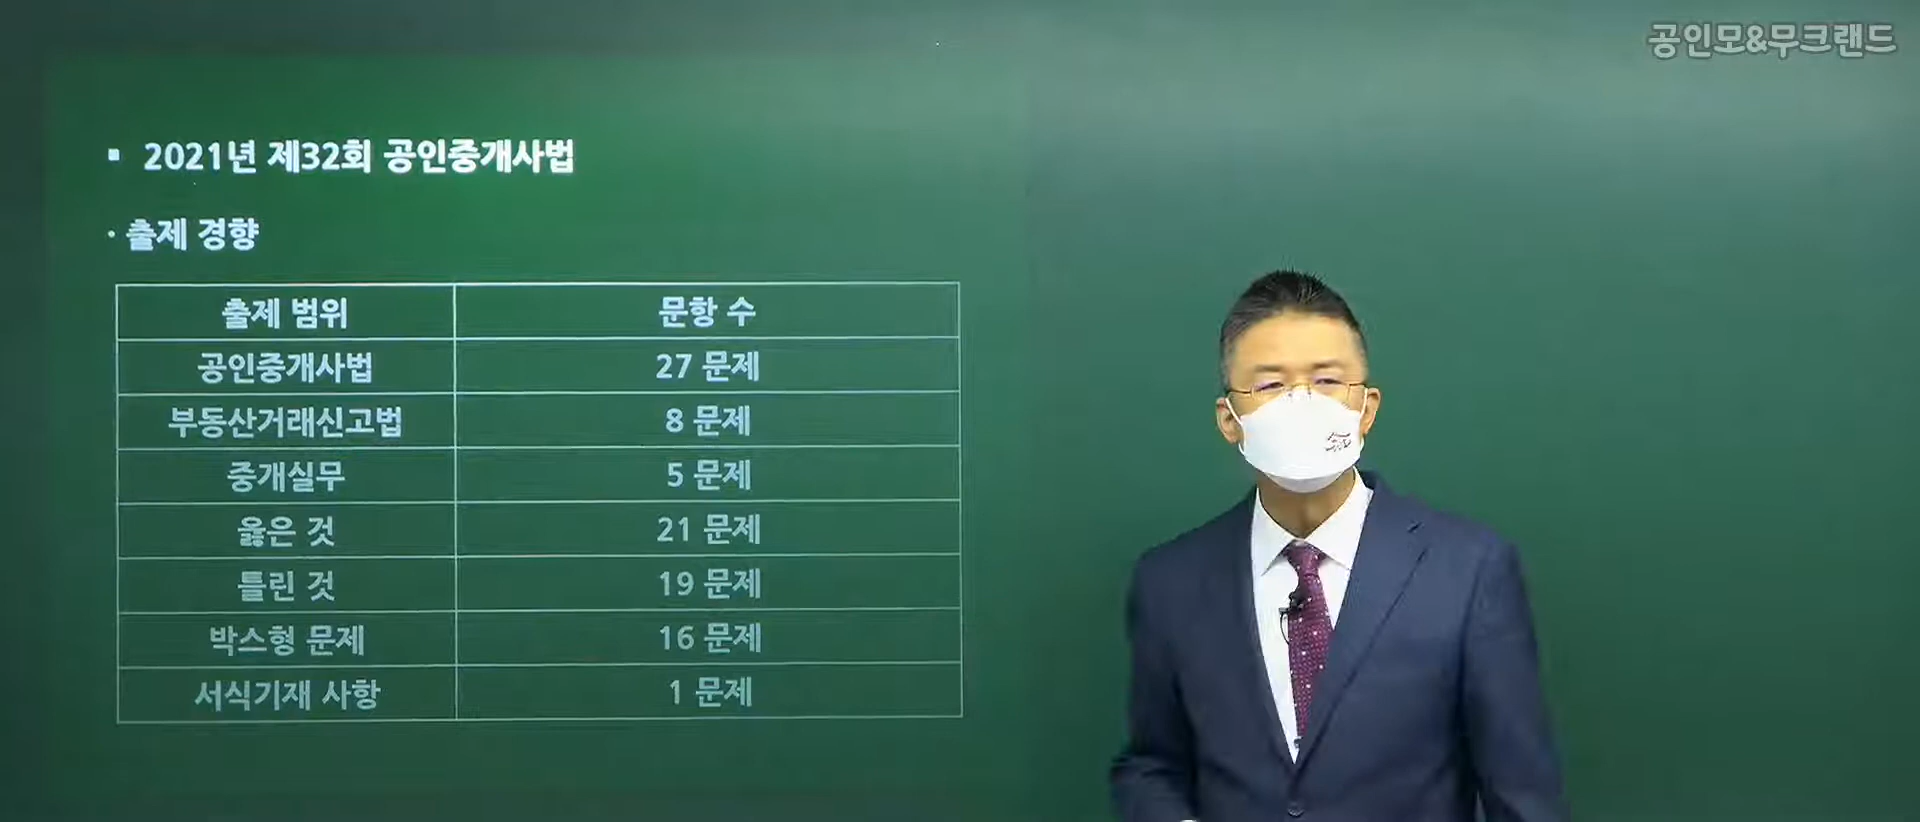 공인모&무크랜드
▪ 2021년 제32회 공인중개사법
· 출제 경향
출제 범위 문항 수
공인중개사법 27 문제
부동산거래신고법 8 문제
중개실무 5 문제
옳은 것 21 문제
틀린 것 19 문제
박스형 문제 16 문제
서식기재 사항 1 문제